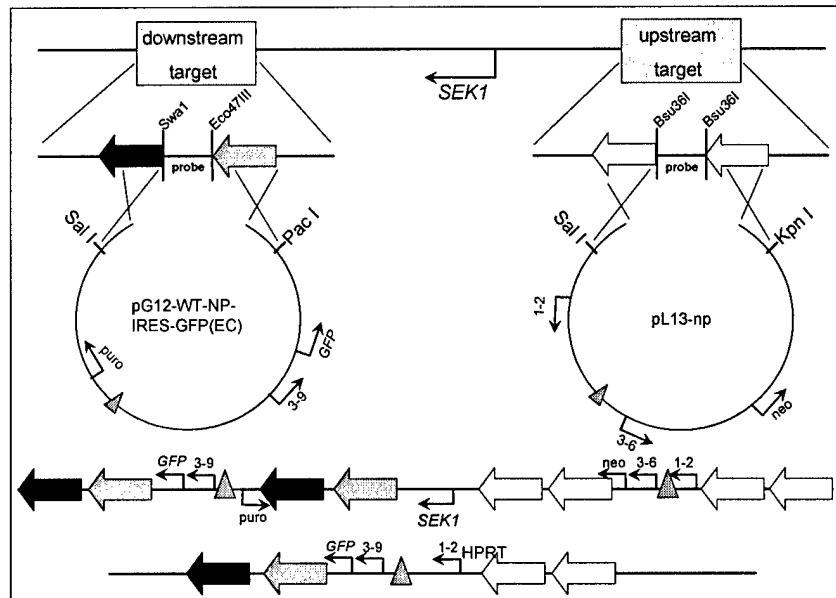 downstream target
upstream target
SEK1
Swa1
Eco47III
Bsu36I
Bsu36I
probe
probe
Sal I
Pac I
Sal I
Kpn I
pG12-WT-NP-
IRES-GFP(EC)
pL13-np
1-2
puro
GFP
3-9
3-6
neo
GFP
3-9
neo
3-6
1-2
puro
SEK1
GFP
3-9
1-2
HPRT